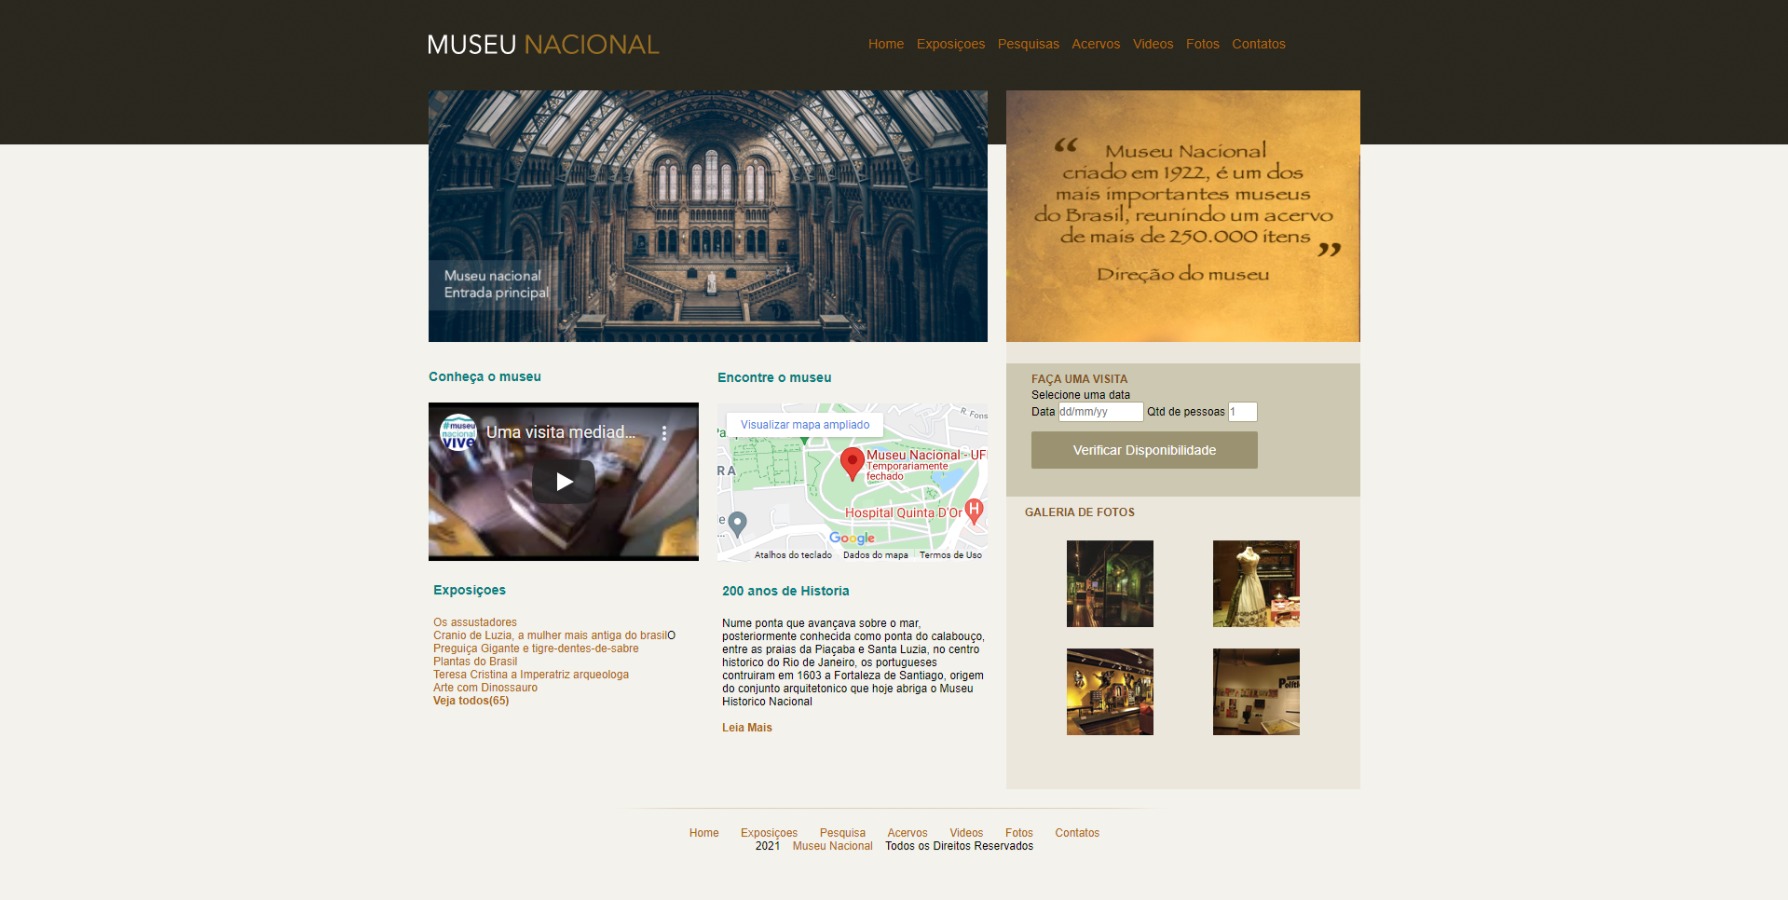 MUSEU NACIONAL
Home Exposiçoes Pesquisas Acervos Videos Fotos Contatos
Museu nacional
Entrada principal
“ Museu Nacional
criado em 1922, é um dos
mais importantes museus
do Brasil, reunindo um acervo
de mais de 250.000 itens ”
Direção do museu
Conheça o museu
#museu
nacional
vive
Uma visita mediad...
Encontre o museu
Visualizar mapa ampliado
R. Fons
Pa
RA
Museu Nacional - UF
Temporariamente
fechado
Hospital Quinta D'Or
H
e
Google
Atalhos do teclado Dados do mapa Termos de Uso
FAÇA UMA VISITA
Selecione uma data
Data dd/mm/yy Qtd de pessoas 1
Verificar Disponibilidade
GALERIA DE FOTOS
Polític
Exposiçoes
Os assustadores
Cranio de Luzia, a mulher mais antiga do brasilO
Preguiça Gigante e tigre-dentes-de-sabre
Plantas do Brasil
Teresa Cristina a Imperatriz arqueologa
Arte com Dinossauro
Veja todos(65)
200 anos de Historia
Nume ponta que avançava sobre o mar,
posteriormente conhecida como ponta do calabouço,
entre as praias da Piaçaba e Santa Luzia, no centro
historico do Rio de Janeiro, os portugueses
contruiram em 1603 a Fortaleza de Santiago, origem
do conjunto arquitetonico que hoje abriga o Museu
Historico Nacional
Leia Mais
Home Exposiçoes Pesquisa Acervos Videos Fotos Contatos
2021 Museu Nacional Todos os Direitos Reservados